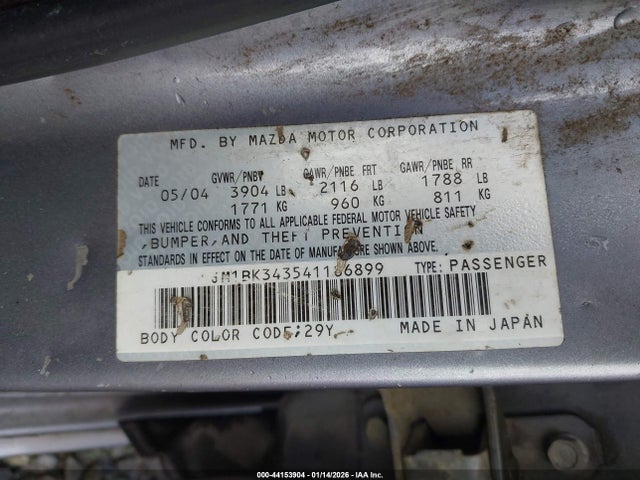 MFD. BY MAZDA MOTOR CORPORATION
DATE GVWR/PNBV GAWR/PNBE FRT GAWR/PNBE RR
05/04 3904 LB 2116 LB 1788 LB
1771 KG 960 KG 811 KG
THIS VEHICLE CONFORMS TO ALL APPLICABLE FEDERAL MOTOR VEHICLE SAFETY
,BUMPER,AND THEFT PREVENTION
STANDARDS IN EFFECT ON THE DATE OF MANUFACTURE SHOWN ABOVE.
JM1BK343541186899 TYPE: PASSENGER
BODY COLOR CODE:29Y MADE IN JAPAN
000-44153904 | 01/14/2026 - IAA Inc.